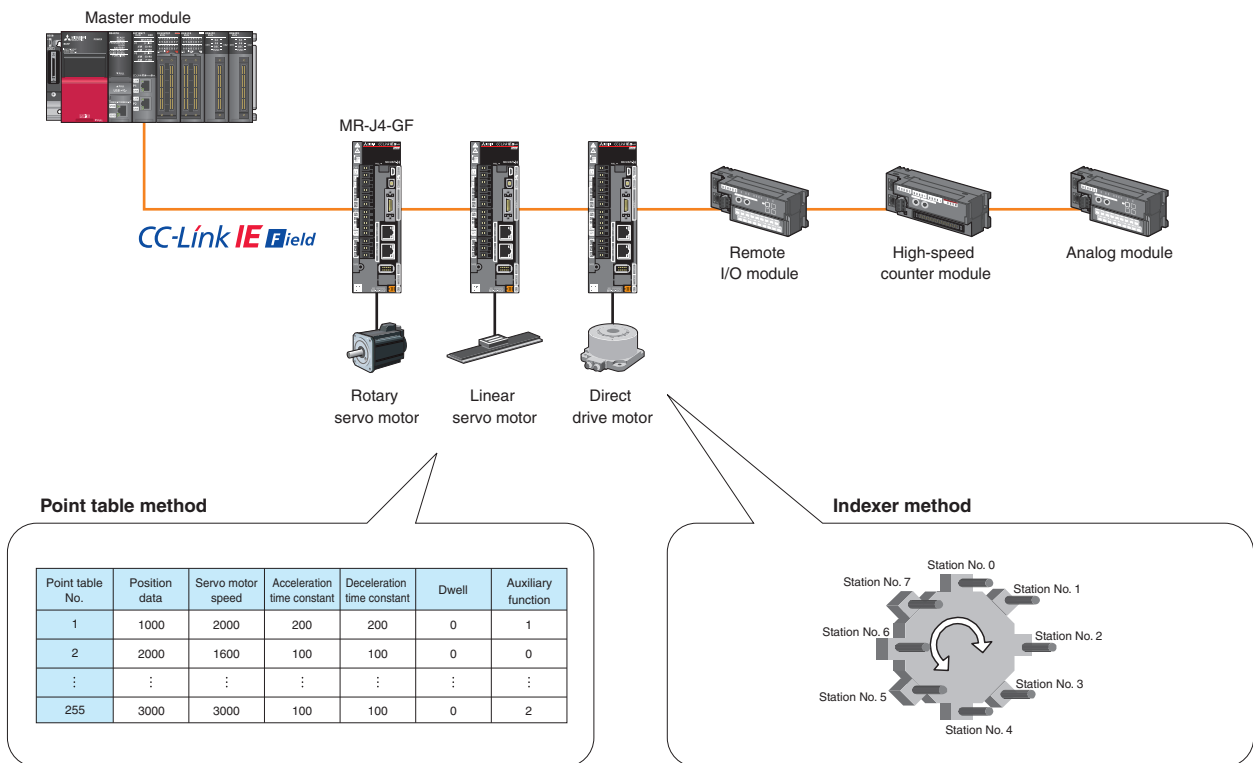 Master module
MR-J4-GF
CC-Link IE Field
Remote
I/O module
High-speed
counter module
Analog module
Rotary
servo motor
Linear
servo motor
Direct
drive motor
Point table method
Point table No. Position data Servo motor speed Acceleration time constant Deceleration time constant Dwell Auxiliary function
1 1000 2000 200 200 0 1
2 2000 1600 100 100 0 0
⋮ ⋮ ⋮ ⋮ ⋮ ⋮ ⋮
255 3000 3000 100 100 0 2
Indexer method
Station No. 0
Station No. 7
Station No. 1
Station No. 6
Station No. 2
Station No. 5
Station No. 3
Station No. 4